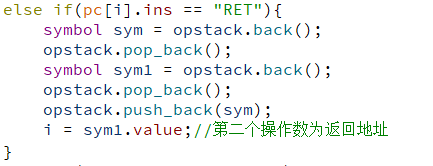 else if(pc[i].ins == "RET"){
symbol sym = opstack.back();
opstack.pop_back();
symbol sym1 = opstack.back();
opstack.pop_back();
opstack.push_back(sym);
i = sym1.value;//第二个操作数为返回地址
}